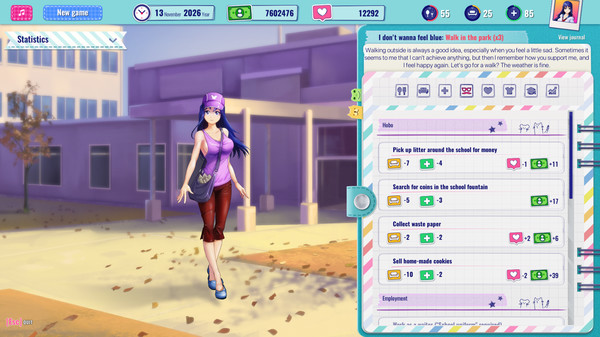 New game
13 November 2026 Year
7602476
12292
55
25
86
Statistics
I don't wanna feel blue: Walk in the park (x3)
View journal
Walking outside is always a good idea, especially when you feel a little sad. Sometimes it
seems to me that I can't achieve anything, but then I remember how you support me, and
I feel happy again. Let's go for a walk? The weather is fine.
Hobo
Pick up litter around the school for money
-7 -4 -1 +11
Search for coins in the school fountain
-5 -3 +17
Collect waste paper
-2 -2 +2 +6
Sell home-made cookies
-10 -2 -2 +39
Employment